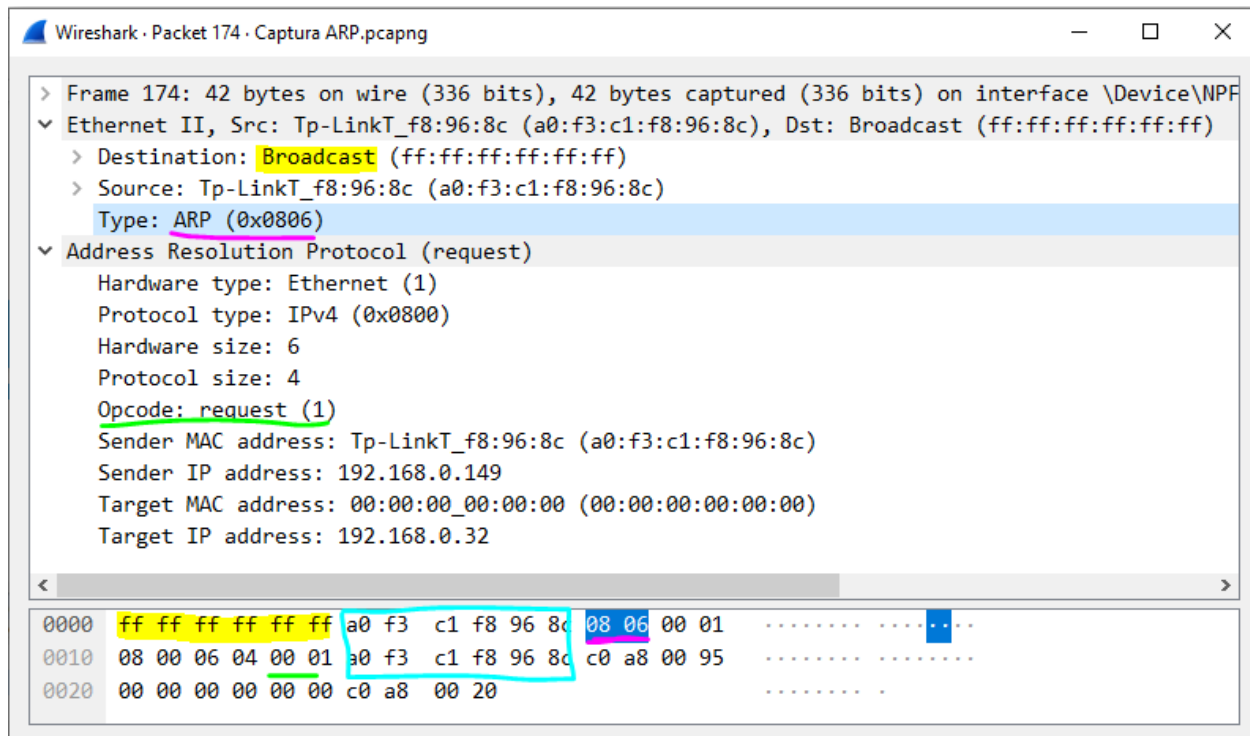 Wireshark · Packet 174 · Captura ARP.pcapng
Frame 174: 42 bytes on wire (336 bits), 42 bytes captured (336 bits) on interface \Device\NPF
Ethernet II, Src: Tp-LinkT_f8:96:8c (a0:f3:c1:f8:96:8c), Dst: Broadcast (ff:ff:ff:ff:ff:ff)
Destination: Broadcast (ff:ff:ff:ff:ff:ff)
Source: Tp-LinkT_f8:96:8c (a0:f3:c1:f8:96:8c)
Type: ARP (0x0806)
Address Resolution Protocol (request)
Hardware type: Ethernet (1)
Protocol type: IPv4 (0x0800)
Hardware size: 6
Protocol size: 4
Opcode: request (1)
Sender MAC address: Tp-LinkT_f8:96:8c (a0:f3:c1:f8:96:8c)
Sender IP address: 192.168.0.149
Target MAC address: 00:00:00_00:00:00 (00:00:00:00:00:00)
Target IP address: 192.168.0.32
0000 ff ff ff ff ff ff a0 f3 c1 f8 96 8c 08 06 00 01 ········ ········
0010 08 00 06 04 00 01 a0 f3 c1 f8 96 8c c0 a8 00 95 ········ ········
0020 00 00 00 00 00 00 c0 a8 00 20 ········ ·